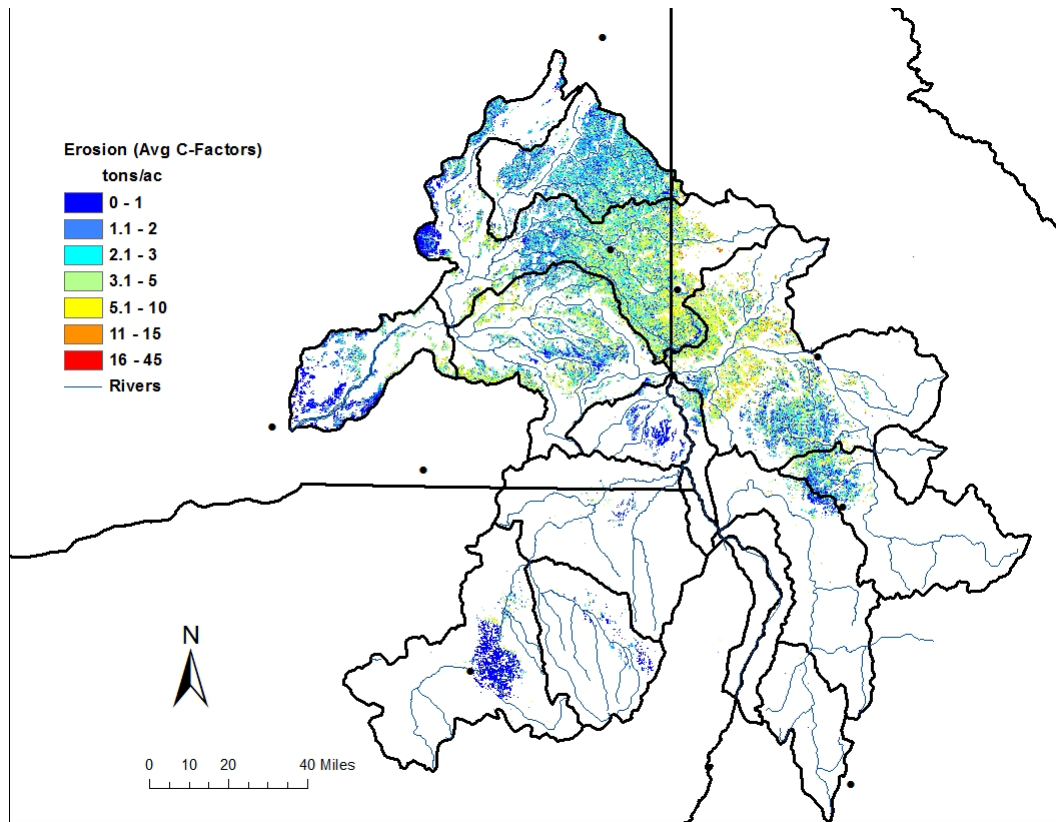 Erosion (Avg C-Factors)
tons/ac
0 - 1
1.1 - 2
2.1 - 3
3.1 - 5
5.1 - 10
11 - 15
16 - 45
Rivers
N
0 10 20 40 Miles